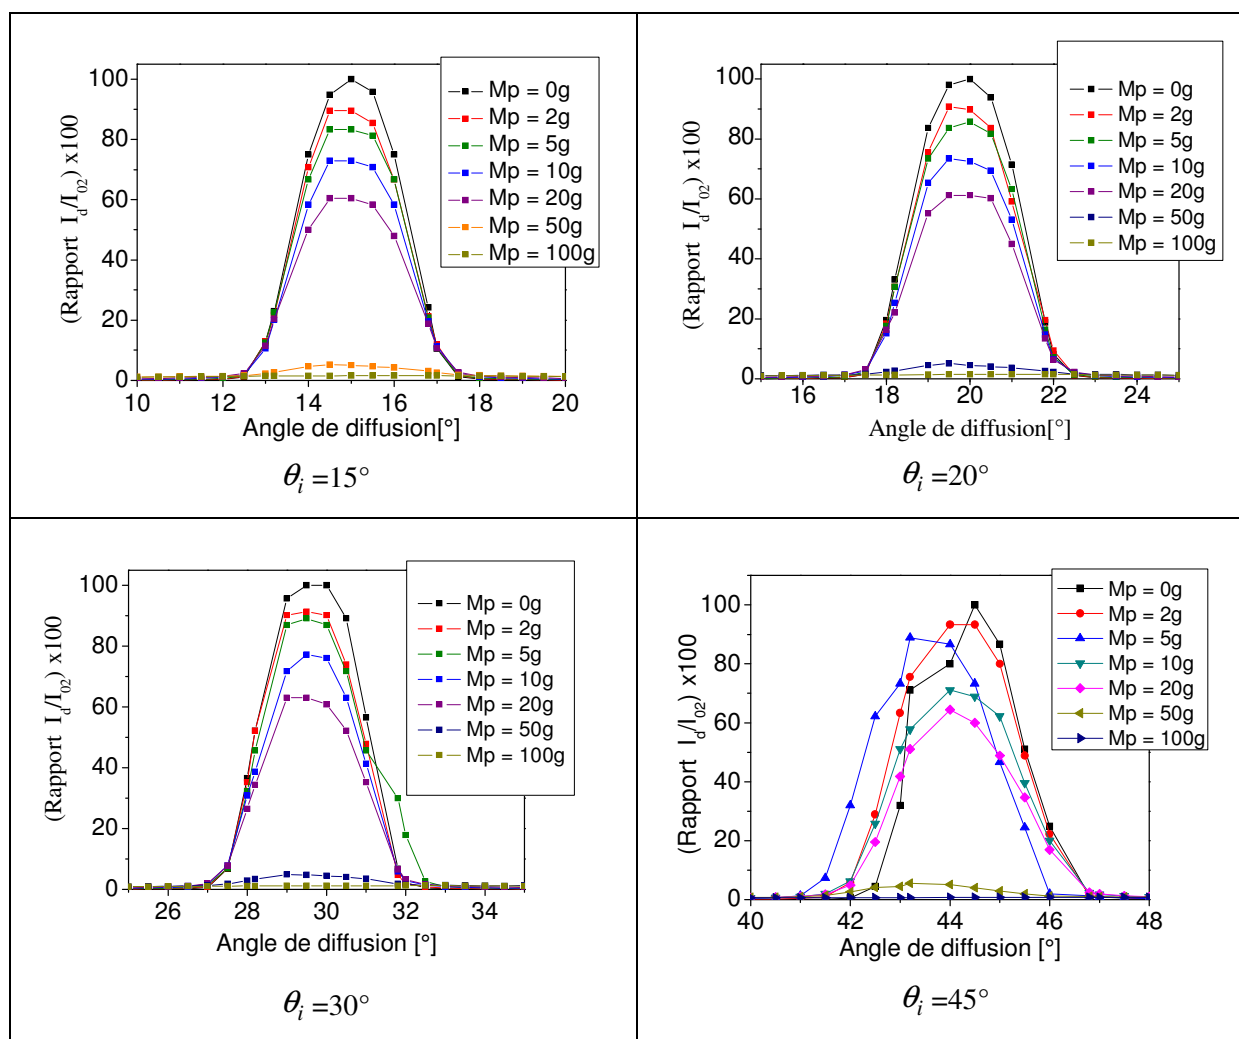 (Rapport I_d/I_02) x100
100
80
60
40
20
0
10 12 14 16 18 20
Angle de diffusion[°]
Mp = 0g
Mp = 2g
Mp = 5g
Mp = 10g
Mp = 20g
Mp = 50g
Mp = 100g
θ_i =15°
(Rapport I_d/I_02) x100
100
80
60
40
20
0
16 18 20 22 24
Angle de diffusion[°]
Mp = 0g
Mp = 2g
Mp = 5g
Mp = 10g
Mp = 20g
Mp = 50g
Mp = 100g
θ_i =20°
(Rapport I_d/I_02) x100
100
80
60
40
20
0
26 28 30 32 34
Angle de diffusion [°]
Mp = 0g
Mp = 2g
Mp = 5g
Mp = 10g
Mp = 20g
Mp = 50g
Mp = 100g
θ_i =30°
(Rapport I_d/I_02) x100
100
80
60
40
20
0
40 42 44 46 48
Angle de diffusion [°]
Mp = 0g
Mp = 2g
Mp = 5g
Mp = 10g
Mp = 20g
Mp = 50g
Mp = 100g
θ_i =45°